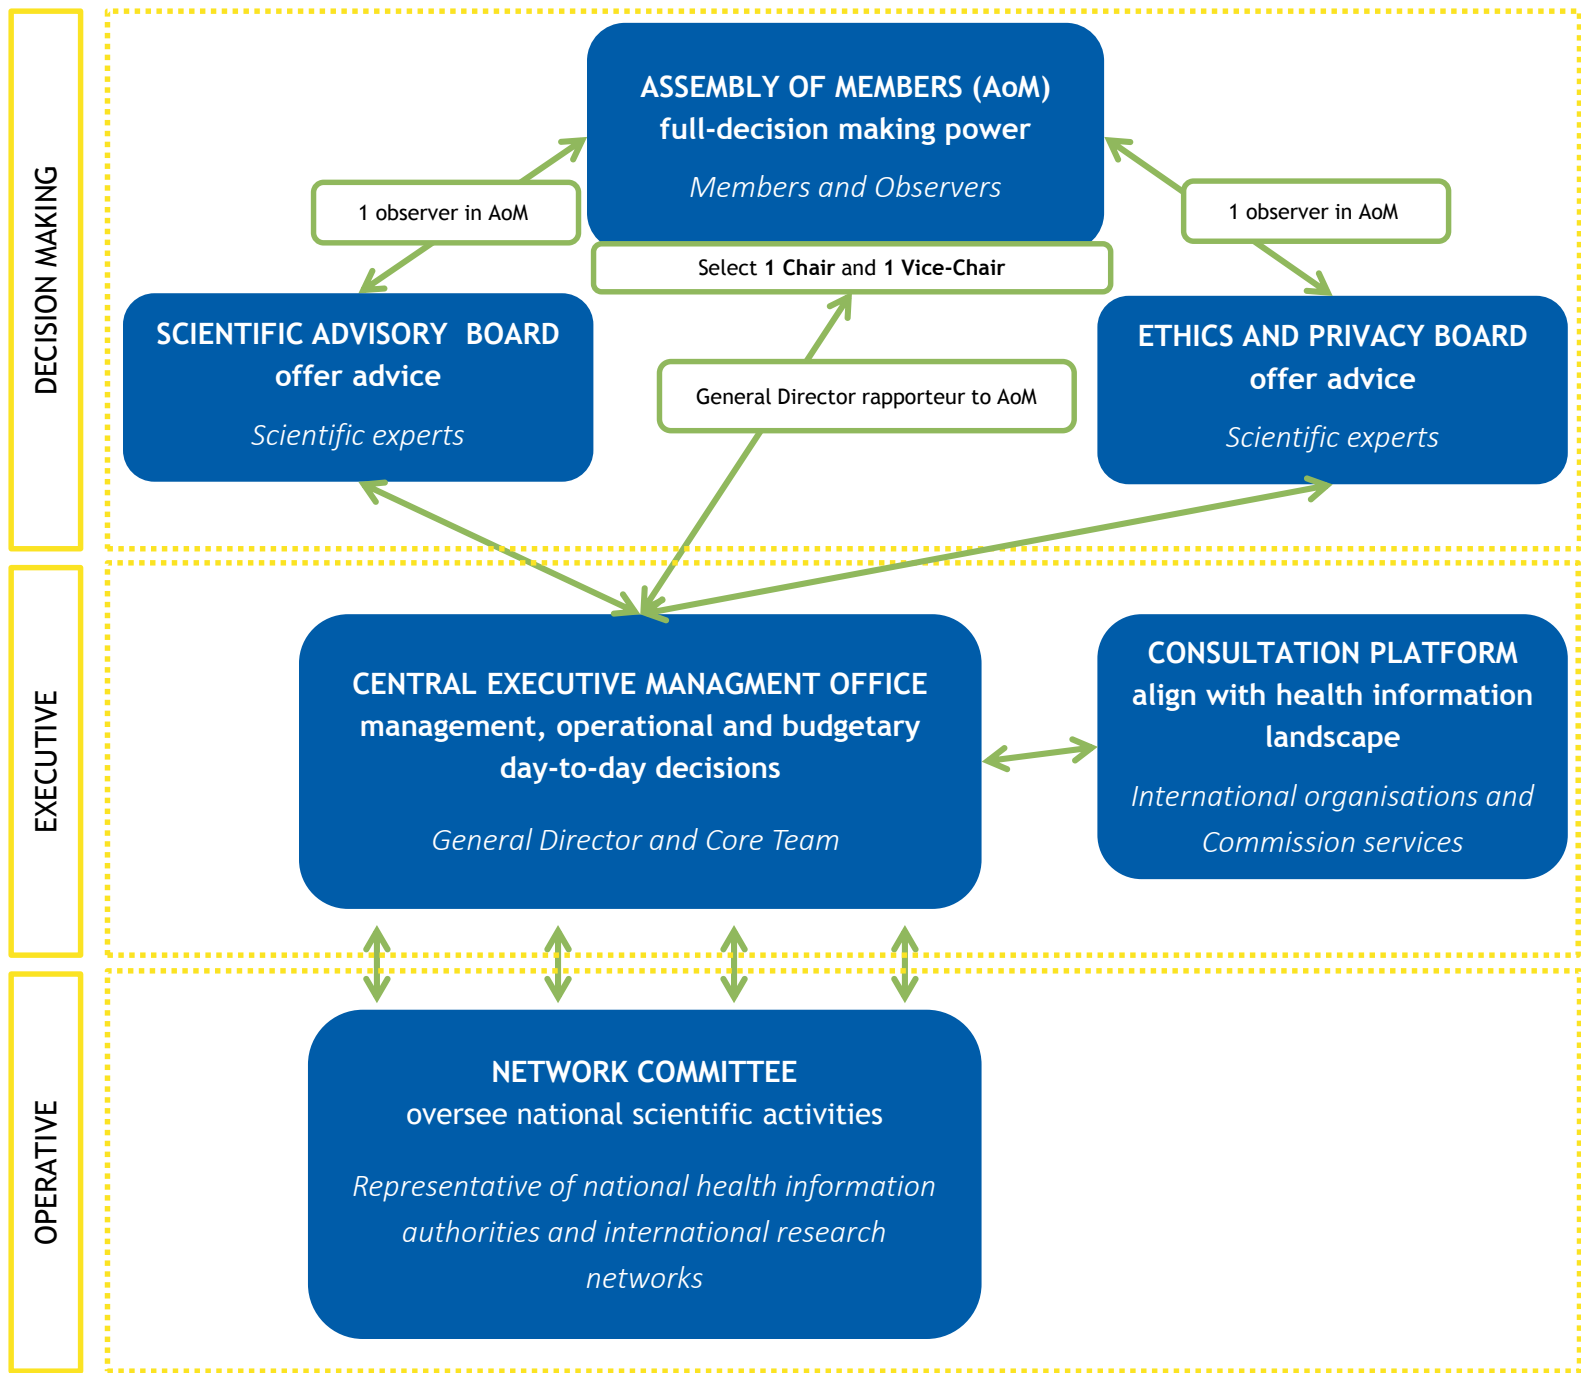 DECISION MAKING
ASSEMBLY OF MEMBERS (AoM)
full-decision making power
Members and Observers
1 observer in AoM
1 observer in AoM
Select 1 Chair and 1 Vice-Chair
SCIENTIFIC ADVISORY BOARD
offer advice
Scientific experts
General Director rapporteur to AoM
ETHICS AND PRIVACY BOARD
offer advice
Scientific experts
EXECUTIVE
CENTRAL EXECUTIVE MANAGMENT OFFICE
management, operational and budgetary
day-to-day decisions
General Director and Core Team
CONSULTATION PLATFORM
align with health information
landscape
International organisations and
Commission services
OPERATIVE
NETWORK COMMITTEE
oversee national scientific activities
Representative of national health information
authorities and international research
networks